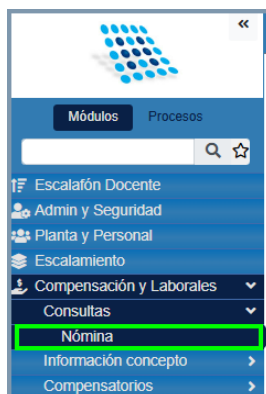 «
Módulos Procesos
Escalafón Docente
Admin y Seguridad
Planta y Personal
Escalamiento
Compensación y Laborales
Consultas
Nómina
Información concepto
Compensatorios